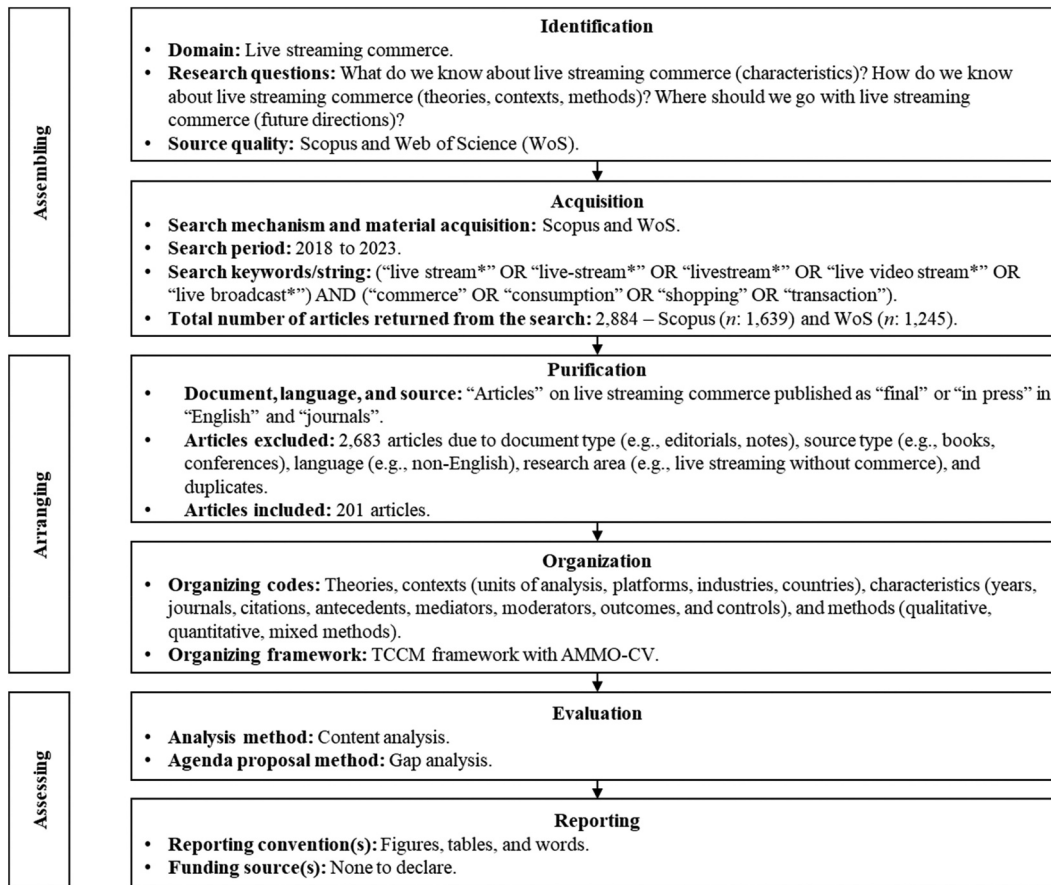 Assembling
Identification
• Domain: Live streaming commerce.
• Research questions: What do we know about live streaming commerce (characteristics)? How do we know
about live streaming commerce (theories, contexts, methods)? Where should we go with live streaming
commerce (future directions)?
• Source quality: Scopus and Web of Science (WoS).
Acquisition
• Search mechanism and material acquisition: Scopus and WoS.
• Search period: 2018 to 2023.
• Search keywords/string: (“live stream*” OR “live-stream*” OR “livestream*” OR “live video stream*” OR
“live broadcast*”) AND (“commerce” OR “consumption” OR “shopping” OR “transaction”).
• Total number of articles returned from the search: 2,884 – Scopus (n: 1,639) and WoS (n: 1,245).
Arranging
Purification
• Document, language, and source: “Articles” on live streaming commerce published as “final” or “in press” in
“English” and “journals”.
• Articles excluded: 2,683 articles due to document type (e.g., editorials, notes), source type (e.g., books,
conferences), language (e.g., non-English), research area (e.g., live streaming without commerce), and
duplicates.
• Articles included: 201 articles.
Organization
• Organizing codes: Theories, contexts (units of analysis, platforms, industries, countries), characteristics (years,
journals, citations, antecedents, mediators, moderators, outcomes, and controls), and methods (qualitative,
quantitative, mixed methods).
• Organizing framework: TCCM framework with AMMO-CV.
Assessing
Evaluation
• Analysis method: Content analysis.
• Agenda proposal method: Gap analysis.
Reporting
• Reporting convention(s): Figures, tables, and words.
• Funding source(s): None to declare.